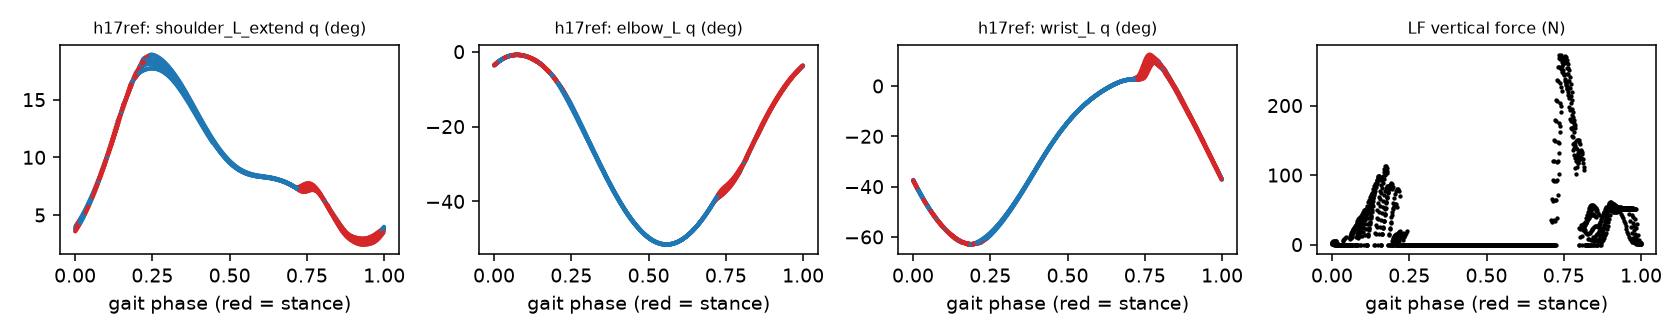 h17ref: shoulder_L_extend q (deg)
15
10
5
0.00 0.25 0.50 0.75 1.00
gait phase (red = stance)
h17ref: elbow_L q (deg)
0
−20
−40
0.00 0.25 0.50 0.75 1.00
gait phase (red = stance)
h17ref: wrist_L q (deg)
0
−20
−40
−60
0.00 0.25 0.50 0.75 1.00
gait phase (red = stance)
LF vertical force (N)
200
100
0
0.00 0.25 0.50 0.75 1.00
gait phase (red = stance)